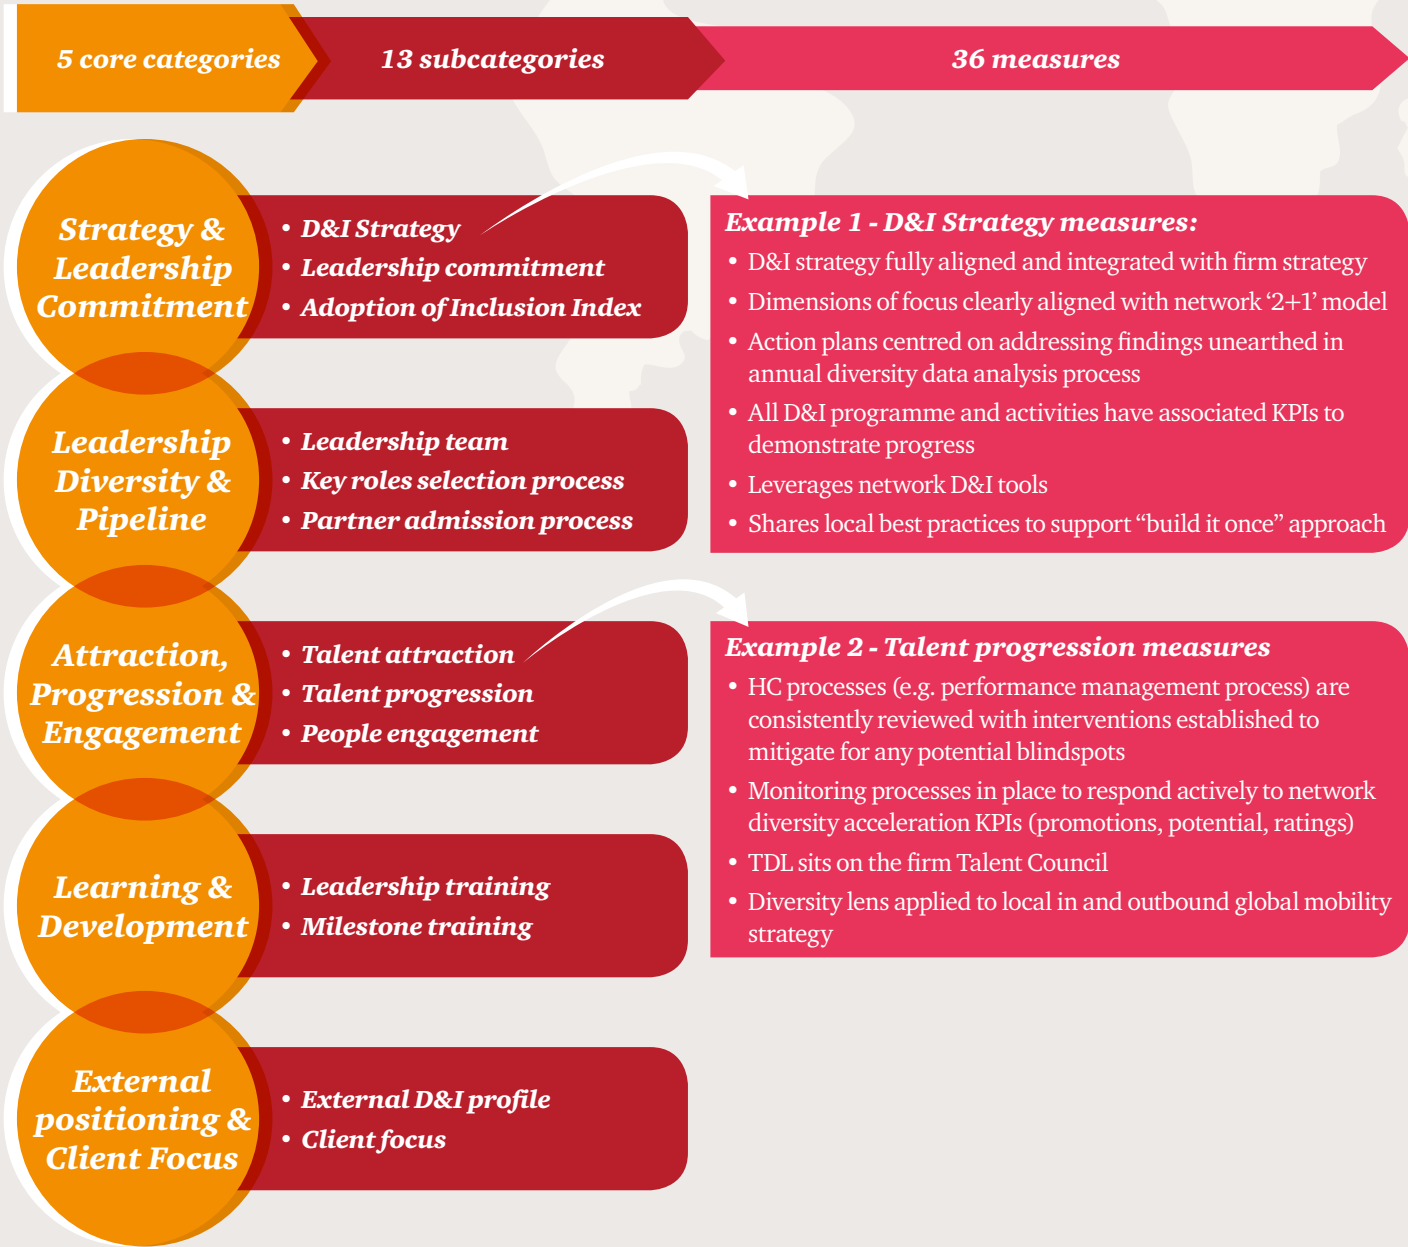 5 core categories
13 subcategories
36 measures
Strategy &
Leadership
Commitment
• D&I Strategy
• Leadership commitment
• Adoption of Inclusion Index
Example 1 - D&I Strategy measures:
• D&I strategy fully aligned and integrated with firm strategy
• Dimensions of focus clearly aligned with network ‘2+1’ model
• Action plans centred on addressing findings unearthed in
annual diversity data analysis process
• All D&I programme and activities have associated KPIs to
demonstrate progress
• Leverages network D&I tools
• Shares local best practices to support “build it once” approach
Leadership
Diversity &
Pipeline
• Leadership team
• Key roles selection process
• Partner admission process
Attraction,
Progression &
Engagement
• Talent attraction
• Talent progression
• People engagement
Example 2 - Talent progression measures
• HC processes (e.g. performance management process) are
consistently reviewed with interventions established to
mitigate for any potential blindspots
• Monitoring processes in place to respond actively to network
diversity acceleration KPIs (promotions, potential, ratings)
• TDL sits on the firm Talent Council
• Diversity lens applied to local in and outbound global mobility
strategy
Learning &
Development
• Leadership training
• Milestone training
External
positioning &
Client Focus
• External D&I profile
• Client focus